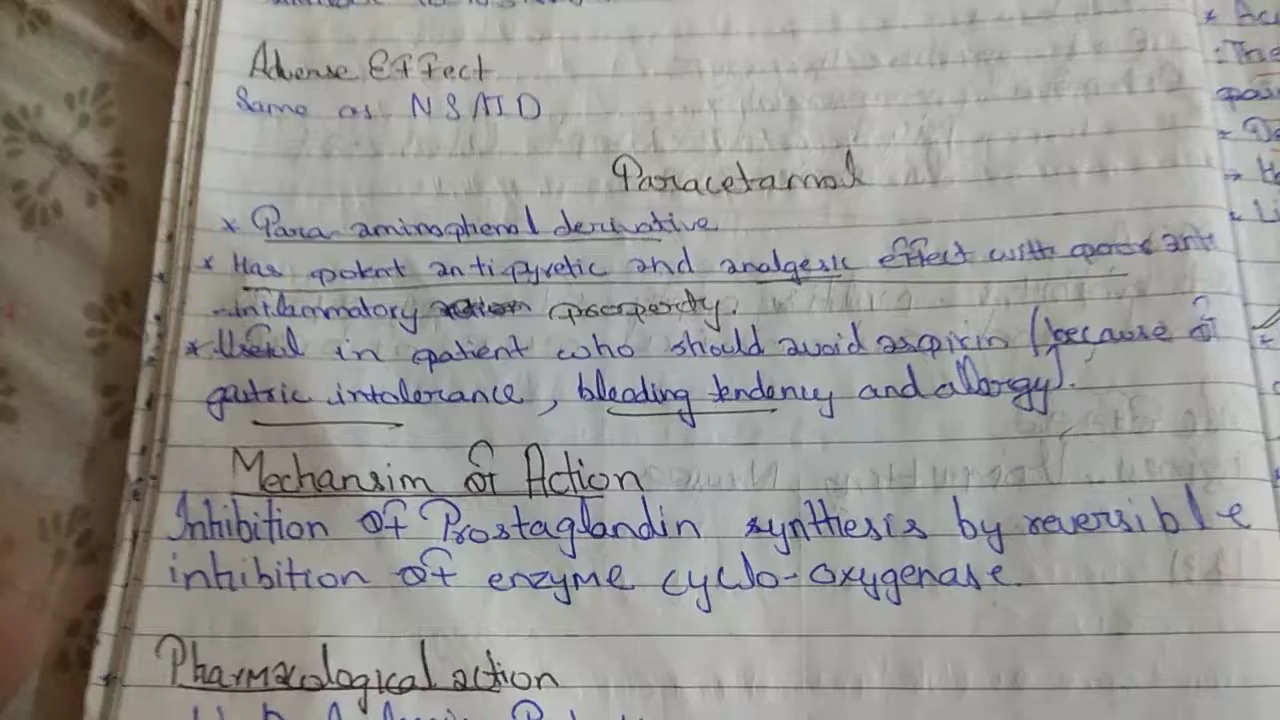 Adverse Effect
Same as NSAID
Paracetamol
* Para aminophenol derivative
* Has potent antipyretic and analgesic effect with poor anti
-inflammatory property.
* Useful in patient who should avoid aspirin (because of
gastric intolerance, bleading tendency and allergy).
Mechansim of Action
Inhibition of Prostaglandin synthesis by reversible
inhibition of enzyme cyclo-oxygenase.
Pharmacological action